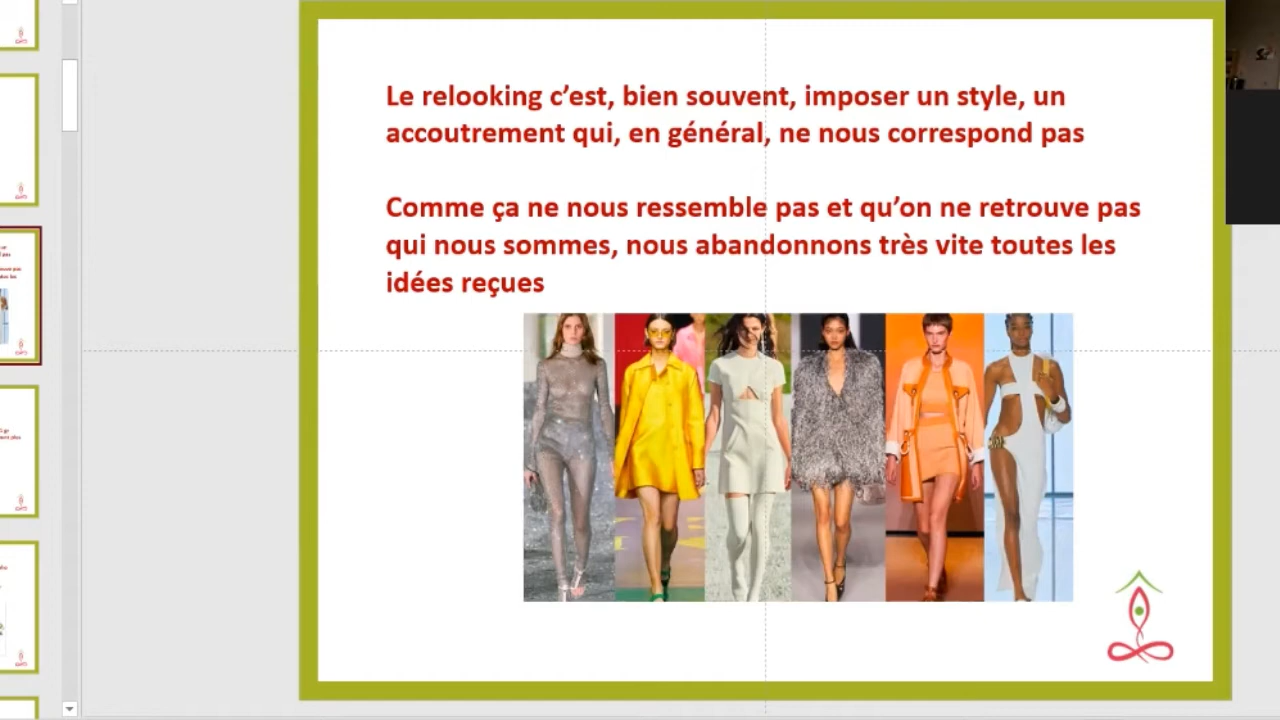 Le relooking c’est, bien souvent, imposer un style, un
accoutrement qui, en général, ne nous correspond pas
Comme ça ne nous ressemble pas et qu’on ne retrouve pas
qui nous sommes, nous abandonnons très vite toutes les
idées reçues